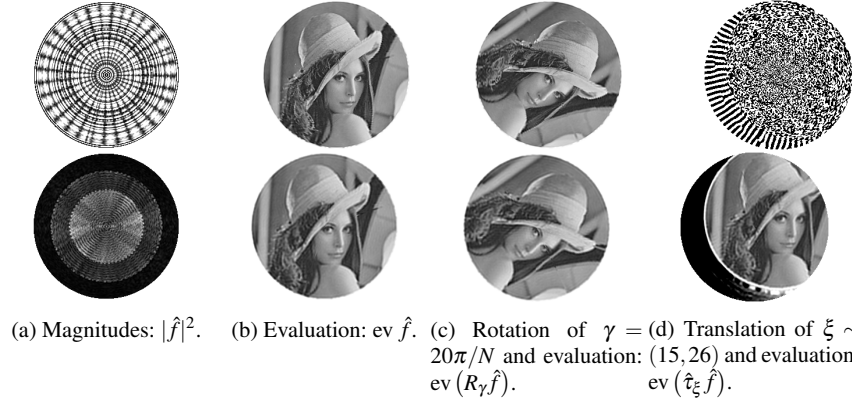 (a) Magnitudes: |f̂|². (b) Evaluation: ev f̂. (c) Rotation of γ = (d) Translation of ξ ∼
20π/N and evaluation: (15,26) and evaluation
ev (R_γ f̂). ev (τ̂_ξ f̂).